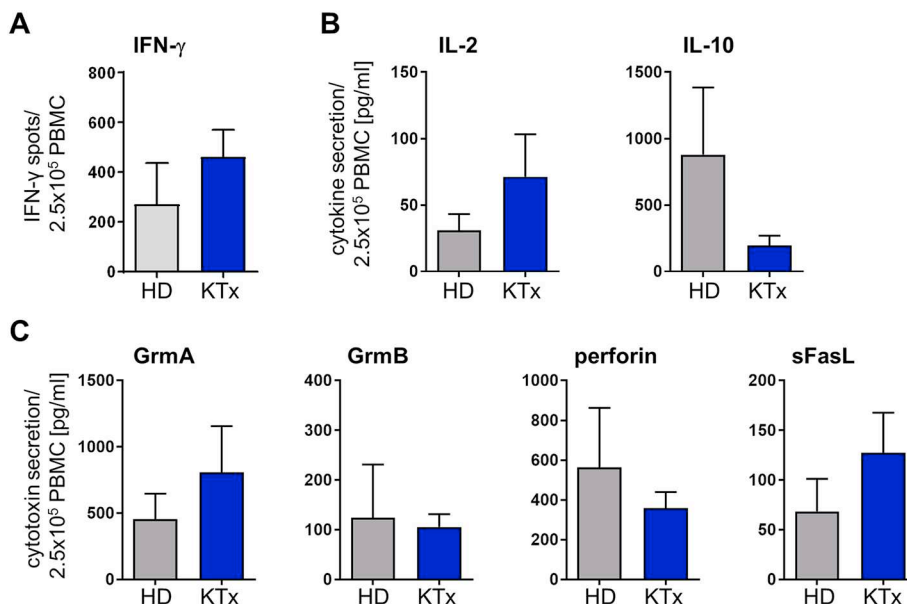 A
B
IFN-γ
IL-2
IL-10
IFN-γ spots/
2.5x10⁵ PBMC
800
600
400
200
0
HD KTx
cytokine secretion/
2.5x10⁵ PBMC [pg/ml]
150
100
50
0
HD KTx
1500
1000
500
0
HD KTx
C
GrmA
GrmB
perforin
sFasL
cytotoxin secretion/
2.5x10⁵ PBMC [pg/ml]
1500
1000
500
0
HD KTx
400
300
200
100
0
HD KTx
1000
800
600
400
200
0
HD KTx
200
150
100
50
0
HD KTx